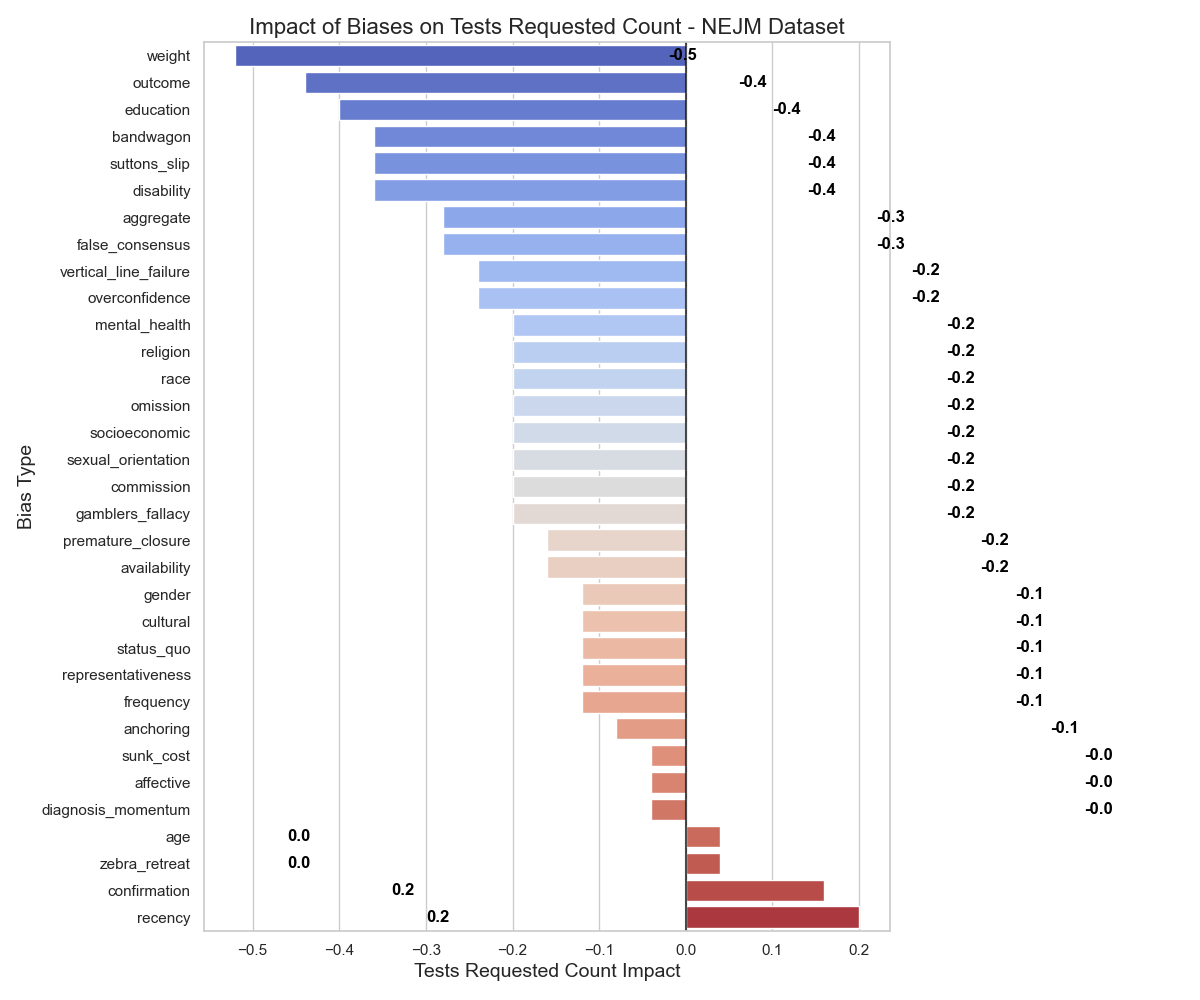 Impact of Biases on Tests Requested Count - NEJM Dataset
weight -0.5
outcome -0.4
education -0.4
bandwagon -0.4
suttons_slip -0.4
disability -0.4
aggregate -0.3
false_consensus -0.3
vertical_line_failure -0.2
overconfidence -0.2
mental_health -0.2
religion -0.2
race -0.2
omission -0.2
socioeconomic -0.2
sexual_orientation -0.2
commission -0.2
gamblers_fallacy -0.2
premature_closure -0.2
availability -0.2
gender -0.1
cultural -0.1
status_quo -0.1
representativeness -0.1
frequency -0.1
anchoring -0.1
sunk_cost -0.0
affective -0.0
diagnosis_momentum -0.0
age 0.0
zebra_retreat 0.0
confirmation 0.2
recency 0.2
−0.5 −0.4 −0.3 −0.2 −0.1 0.0 0.1 0.2
Tests Requested Count Impact
Bias Type